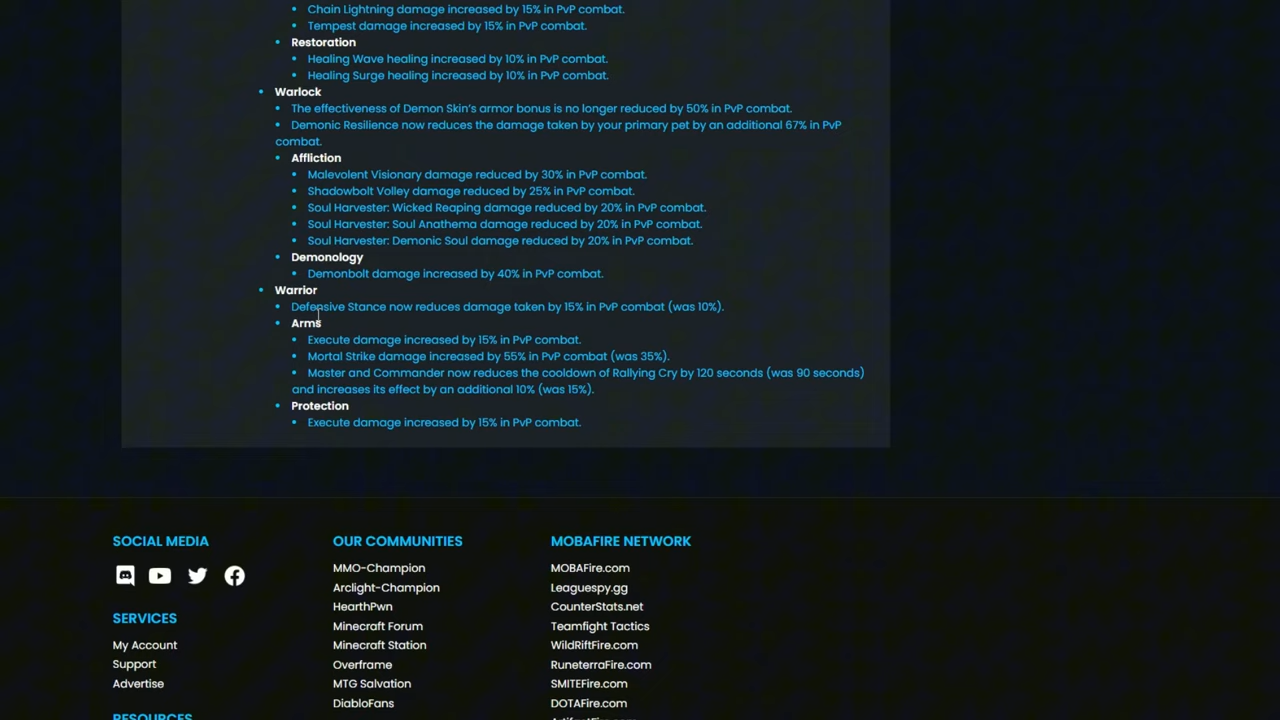 Chain Lightning damage increased by 15% in PvP combat.
Tempest damage increased by 15% in PvP combat.
Restoration
Healing Wave healing increased by 10% in PvP combat.
Healing Surge healing increased by 10% in PvP combat.
Warlock
The effectiveness of Demon Skin's armor bonus is no longer reduced by 50% in PvP combat.
Demonic Resilience now reduces the damage taken by your primary pet by an additional 67% in PvP
combat.
Affliction
Malevolent Visionary damage reduced by 30% in PvP combat.
Shadowbolt Volley damage reduced by 25% in PvP combat.
Soul Harvester: Wicked Reaping damage reduced by 20% in PvP combat.
Soul Harvester: Soul Anathema damage reduced by 20% in PvP combat.
Soul Harvester: Demonic Soul damage reduced by 20% in PvP combat.
Demonology
Demonbolt damage increased by 40% in PvP combat.
Warrior
Defensive Stance now reduces damage taken by 15% in PvP combat (was 10%).
Arms
Execute damage increased by 15% in PvP combat.
Mortal Strike damage increased by 55% in PvP combat (was 35%).
Master and Commander now reduces the cooldown of Rallying Cry by 120 seconds (was 90 seconds)
and increases its effect by an additional 10% (was 15%).
Protection
Execute damage increased by 15% in PvP combat.
SOCIAL MEDIA
SERVICES
My Account
Support
Advertise
RESOURCES
OUR COMMUNITIES
MMO-Champion
Arclight-Champion
HearthPwn
Minecraft Forum
Minecraft Station
Overframe
MTG Salvation
DiabloFans
MOBAFIRE NETWORK
MOBAFire.com
Leaguespy.gg
CounterStats.net
Teamfight Tactics
WildRiftFire.com
RuneterraFire.com
SMITEFire.com
DOTAFire.com